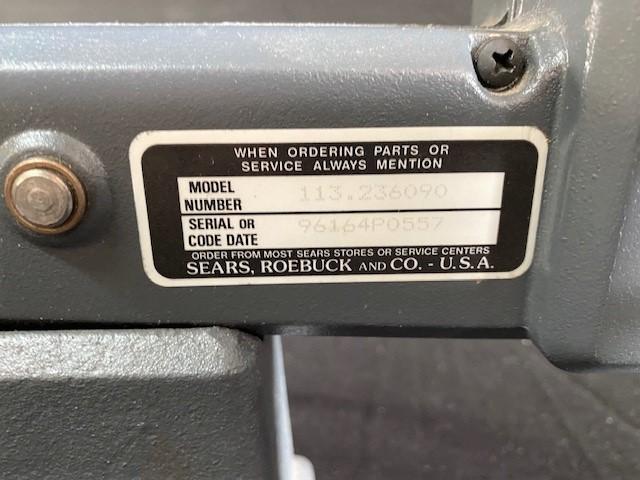 WHEN ORDERING PARTS OR
SERVICE ALWAYS MENTION
MODEL
NUMBER 113.236090
SERIAL OR
CODE DATE 96164P0557
ORDER FROM MOST SEARS STORES OR SERVICE CENTERS
SEARS, ROEBUCK AND CO. - U.S.A.